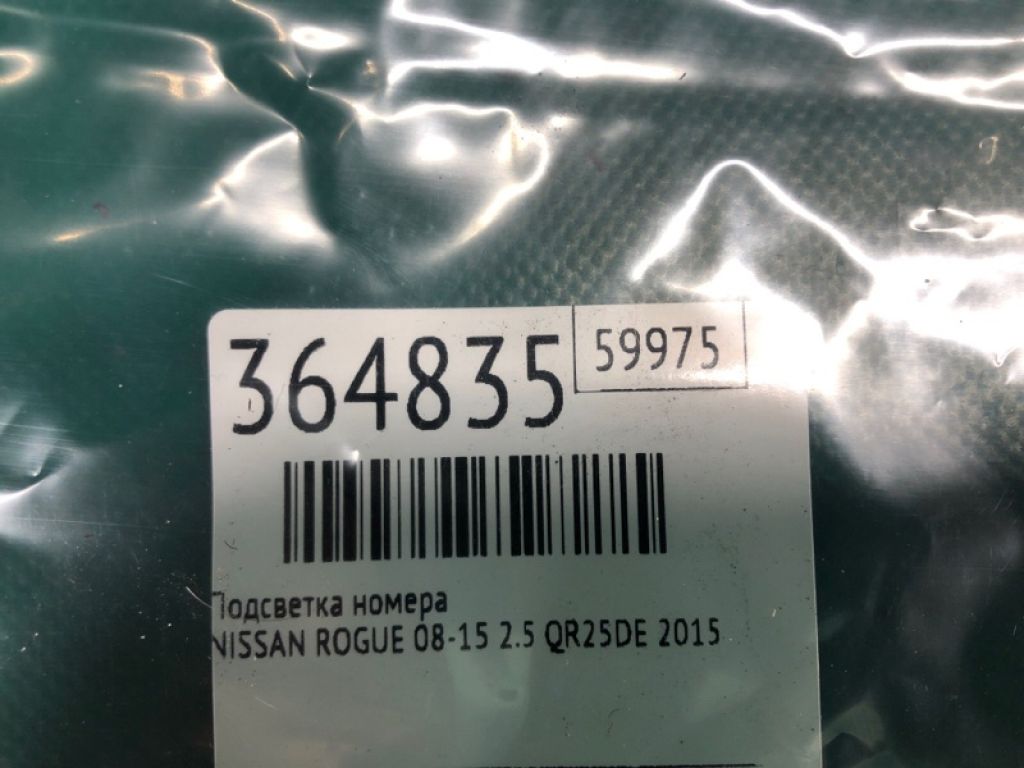 364835
59975
Подсветка номера
NISSAN ROGUE 08-15 2.5 QR25DE 2015